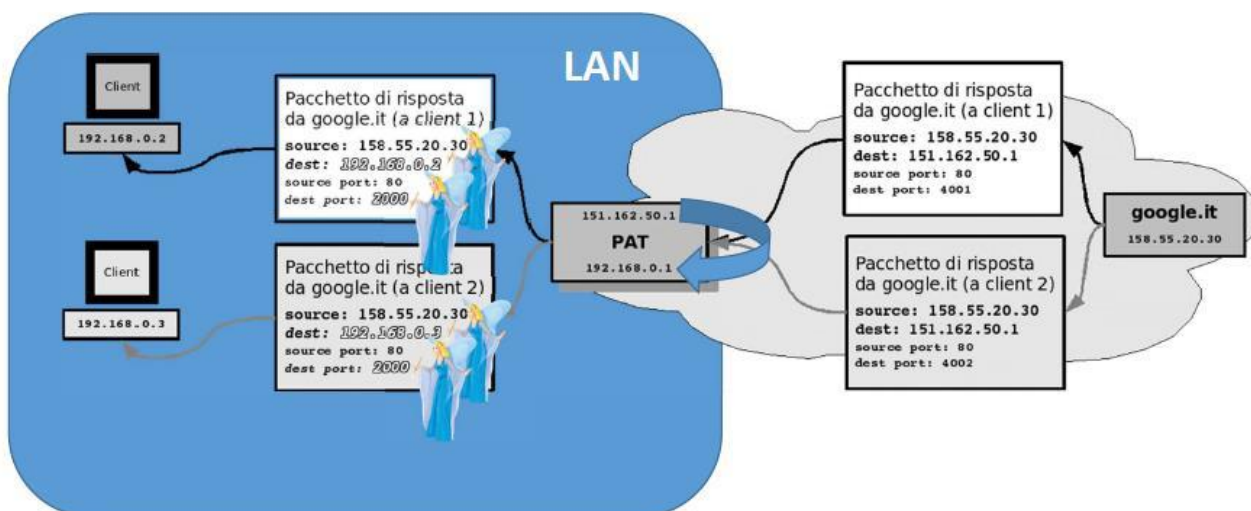 LAN
Client
192.168.0.2
Pacchetto di risposta
da google.it (a client 1)
source: 158.55.20.30
dest: 192.168.0.2
source port: 80
dest port: 2000
Client
192.168.0.3
Pacchetto di risposta
da google.it (a client 2)
source: 158.55.20.30
dest: 192.168.0.3
source port: 80
dest port: 2000
151.162.50.1
PAT
192.168.0.1
Pacchetto di risposta
da google.it (a client 1)
source: 158.55.20.30
dest: 151.162.50.1
source port: 80
dest port: 4001
Pacchetto di risposta
da google.it (a client 2)
source: 158.55.20.30
dest: 151.162.50.1
source port: 80
dest port: 4002
google.it
158.55.20.30